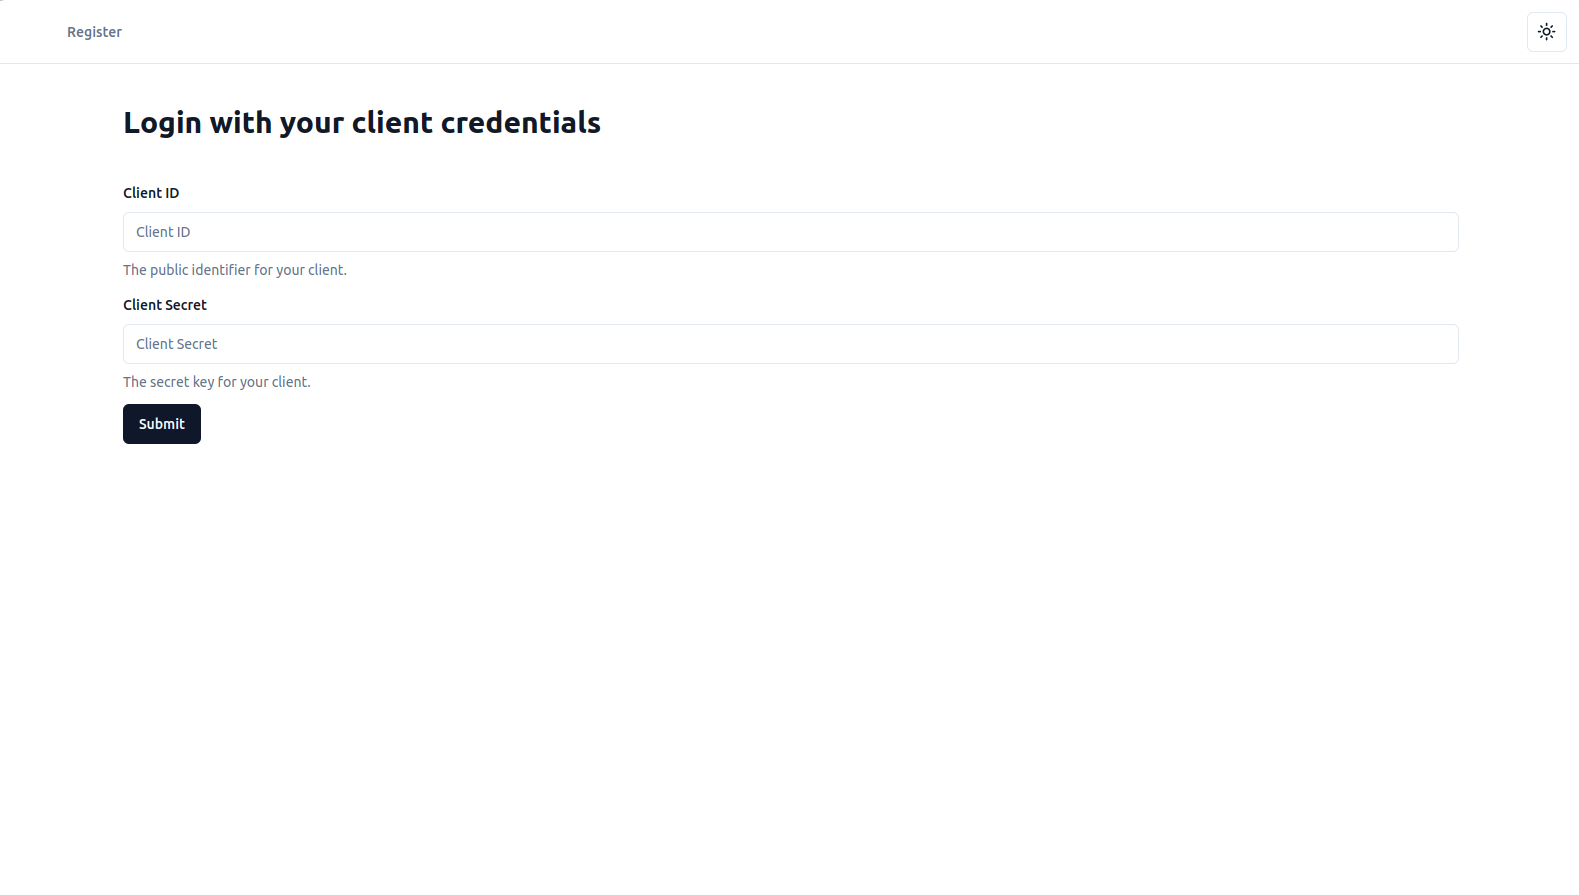 Register
Login with your client credentials
Client ID
Client ID
The public identifier for your client.
Client Secret
Client Secret
The secret key for your client.
Submit